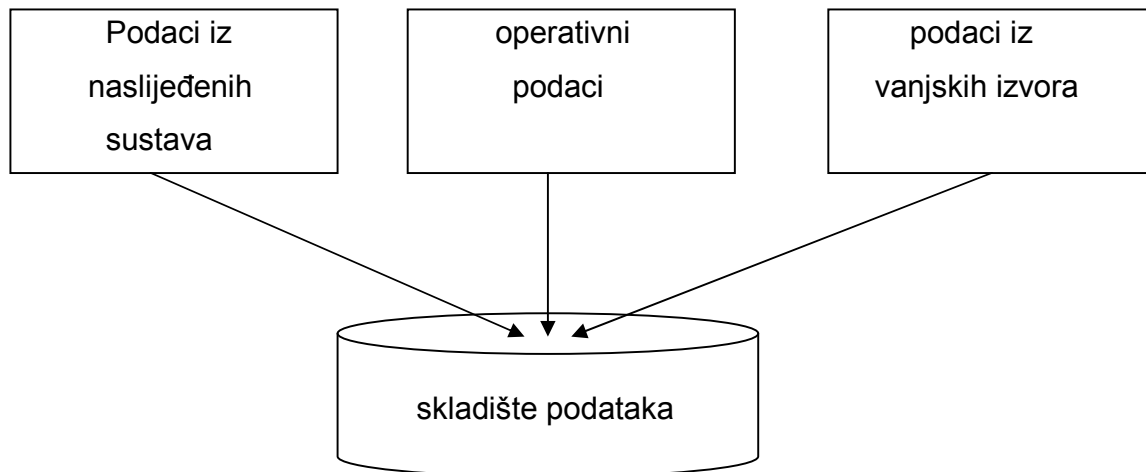 Podaci iz
naslijeđenih
sustava
operativni
podaci
podaci iz
vanjskih izvora
skladište podataka